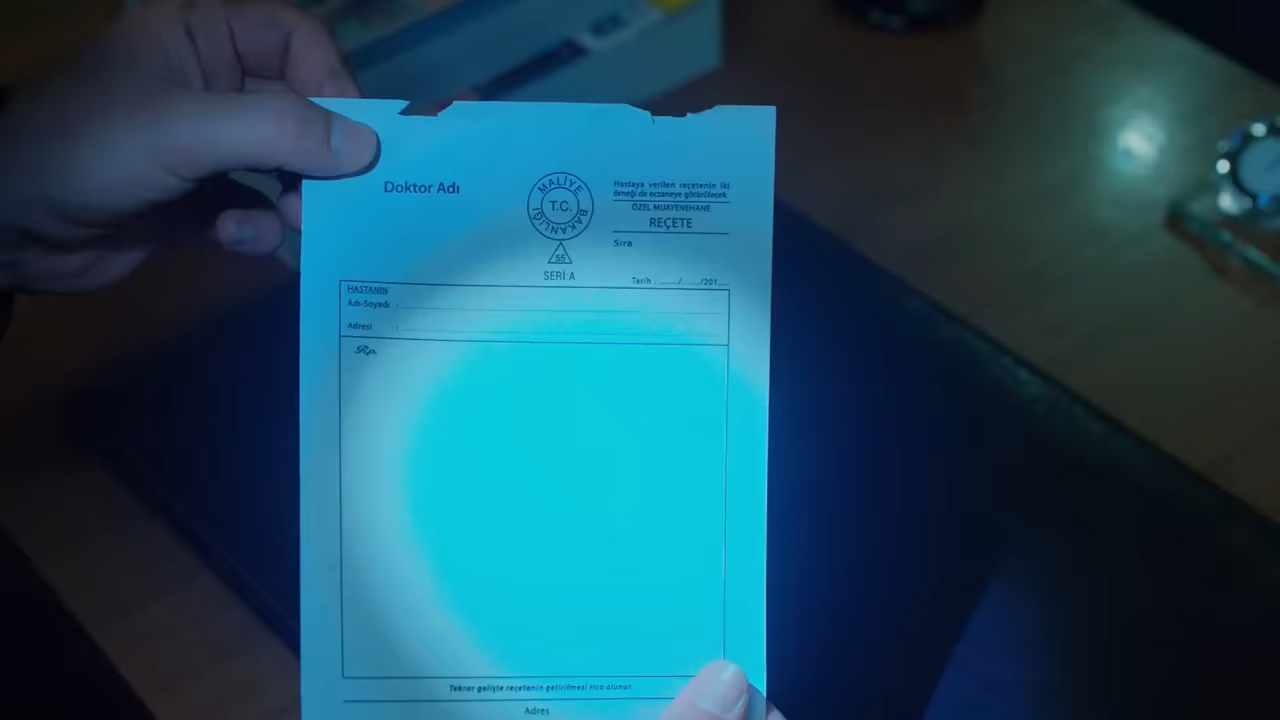 Doktor Adı
MALİYE BAKANLIĞI
T.C.
55
SERİ:A
Hastaya verilen reçetenin iki
örneği de eczaneye götürülecek
ÖZEL MUAYENEHANE
REÇETE
Sıra
Tarih : ...../...../201....
HASTANIN
Adı-Soyadı :
Adresi :
Rp.
Tekrar gelişte reçetenin getirilmesi rica olunur.
Adres